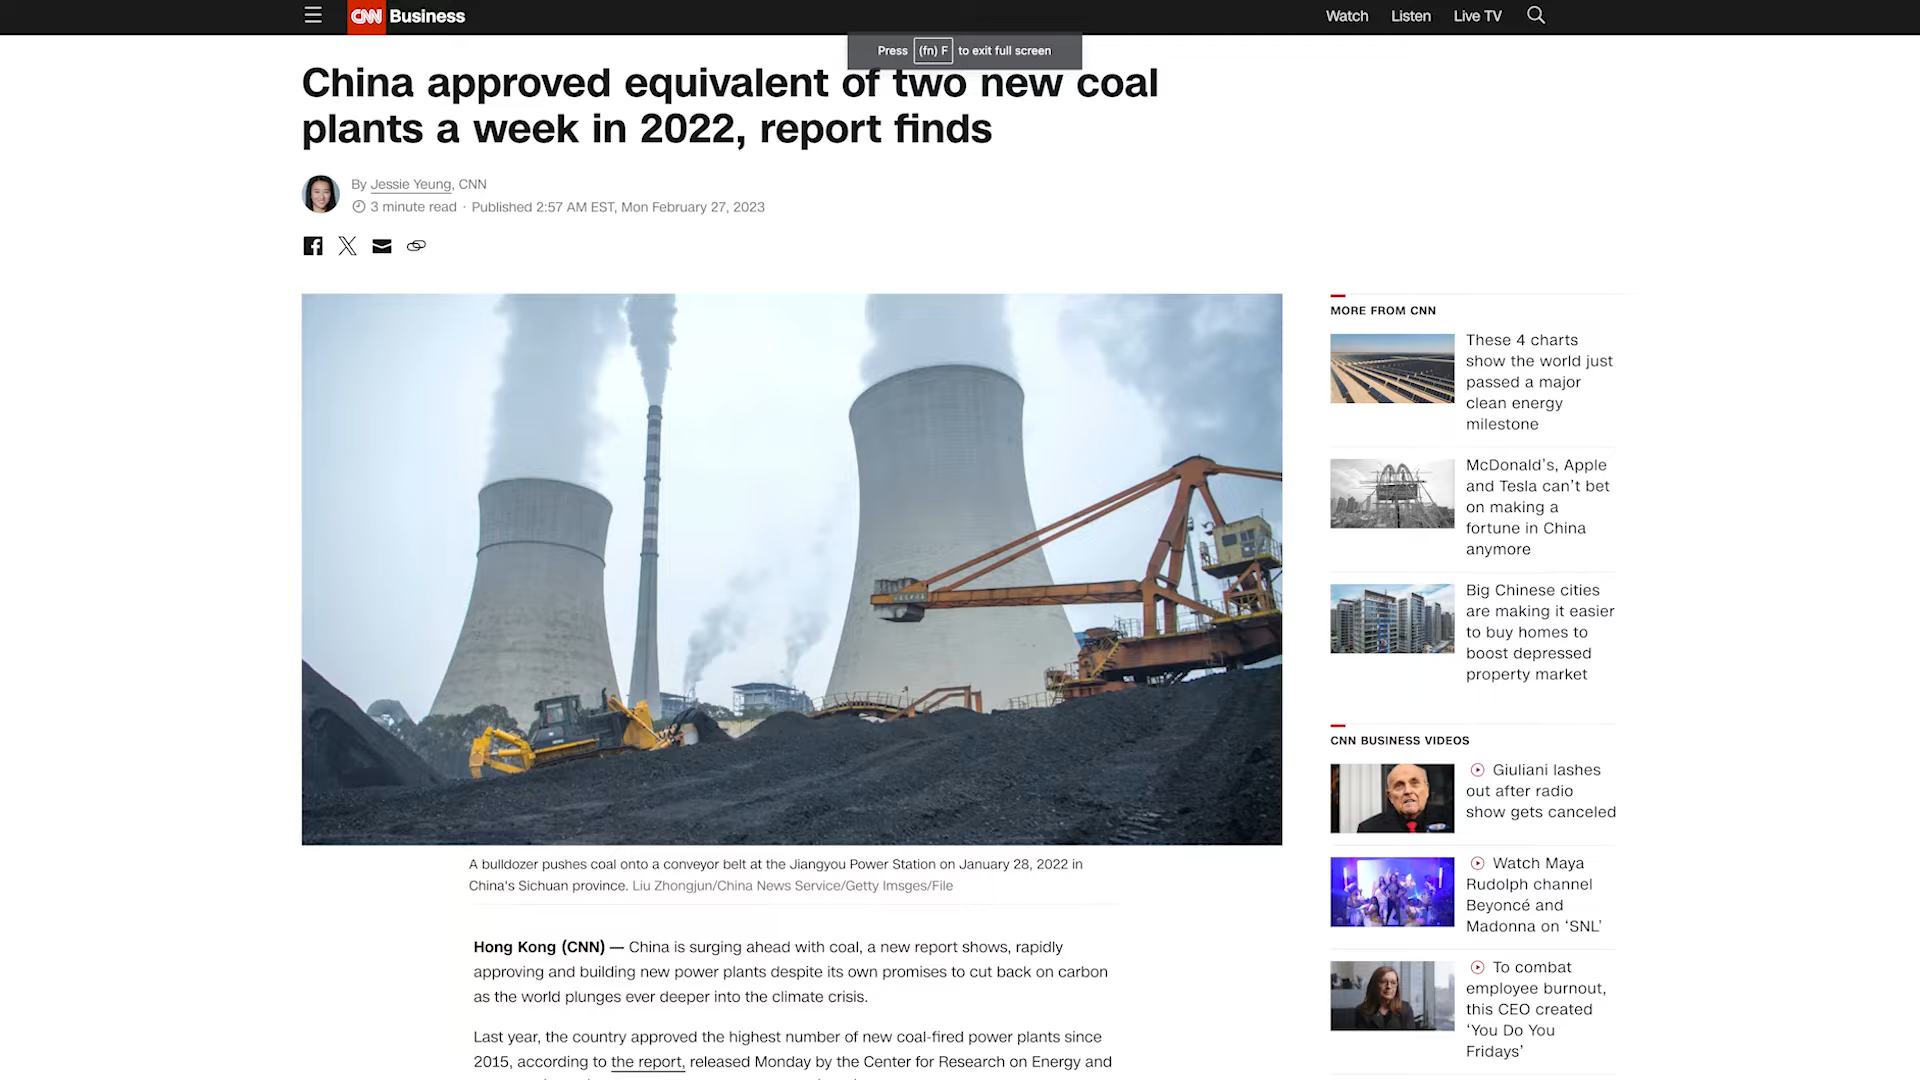 CNN Business
Watch Listen Live TV
Press (fn) F to exit full screen
China approved equivalent of two new coal
plants a week in 2022, report finds
By Jessie Yeung, CNN
3 minute read · Published 2:57 AM EST, Mon February 27, 2023
A bulldozer pushes coal onto a conveyor belt at the Jiangyou Power Station on January 28, 2022 in
China's Sichuan province. Liu Zhongjun/China News Service/Getty Imsges/File
Hong Kong (CNN) — China is surging ahead with coal, a new report shows, rapidly
approving and building new power plants despite its own promises to cut back on carbon
as the world plunges ever deeper into the climate crisis.
Last year, the country approved the highest number of new coal-fired power plants since
2015, according to the report, released Monday by the Center for Research on Energy and
MORE FROM CNN
These 4 charts
show the world just
passed a major
clean energy
milestone
McDonald’s, Apple
and Tesla can’t bet
on making a
fortune in China
anymore
Big Chinese cities
are making it easier
to buy homes to
boost depressed
property market
CNN BUSINESS VIDEOS
Giuliani lashes
out after radio
show gets canceled
Watch Maya
Rudolph channel
Beyoncé and
Madonna on ‘SNL’
To combat
employee burnout,
this CEO created
‘You Do You
Fridays’